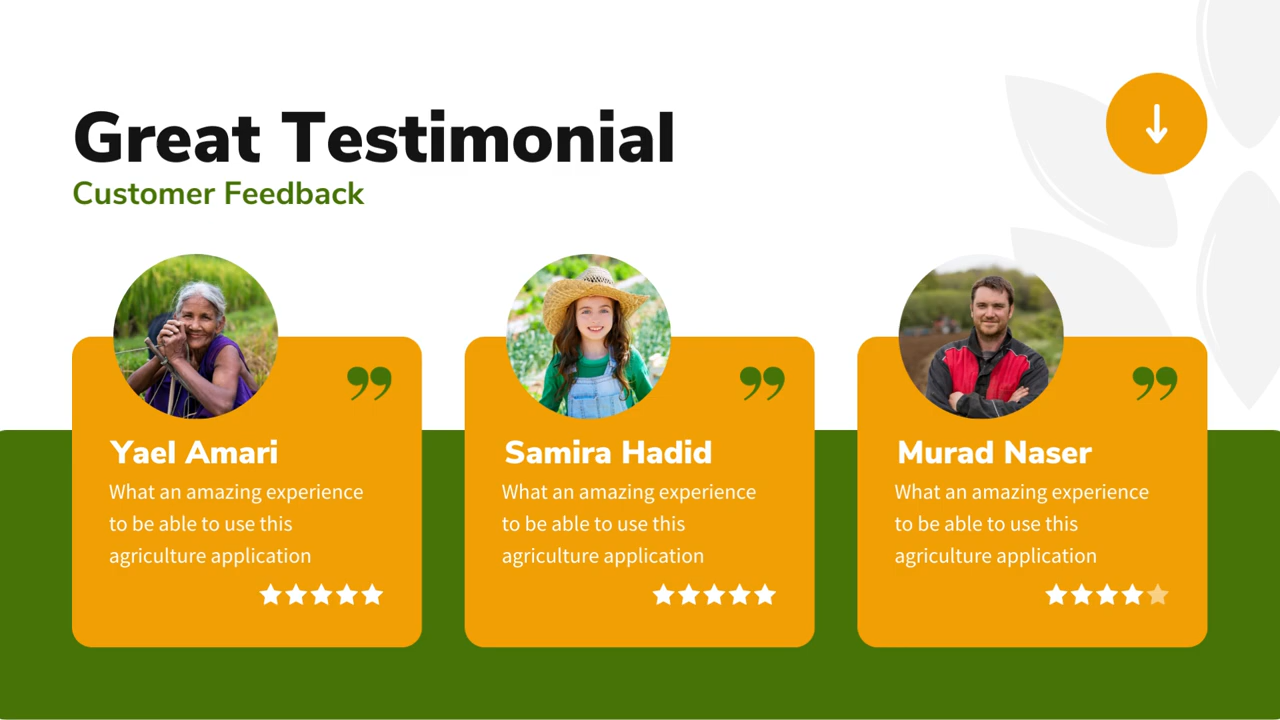 Great Testimonial
Customer Feedback
Yael Amari
What an amazing experience
to be able to use this
agriculture application
Samira Hadid
What an amazing experience
to be able to use this
agriculture application
Murad Naser
What an amazing experience
to be able to use this
agriculture application